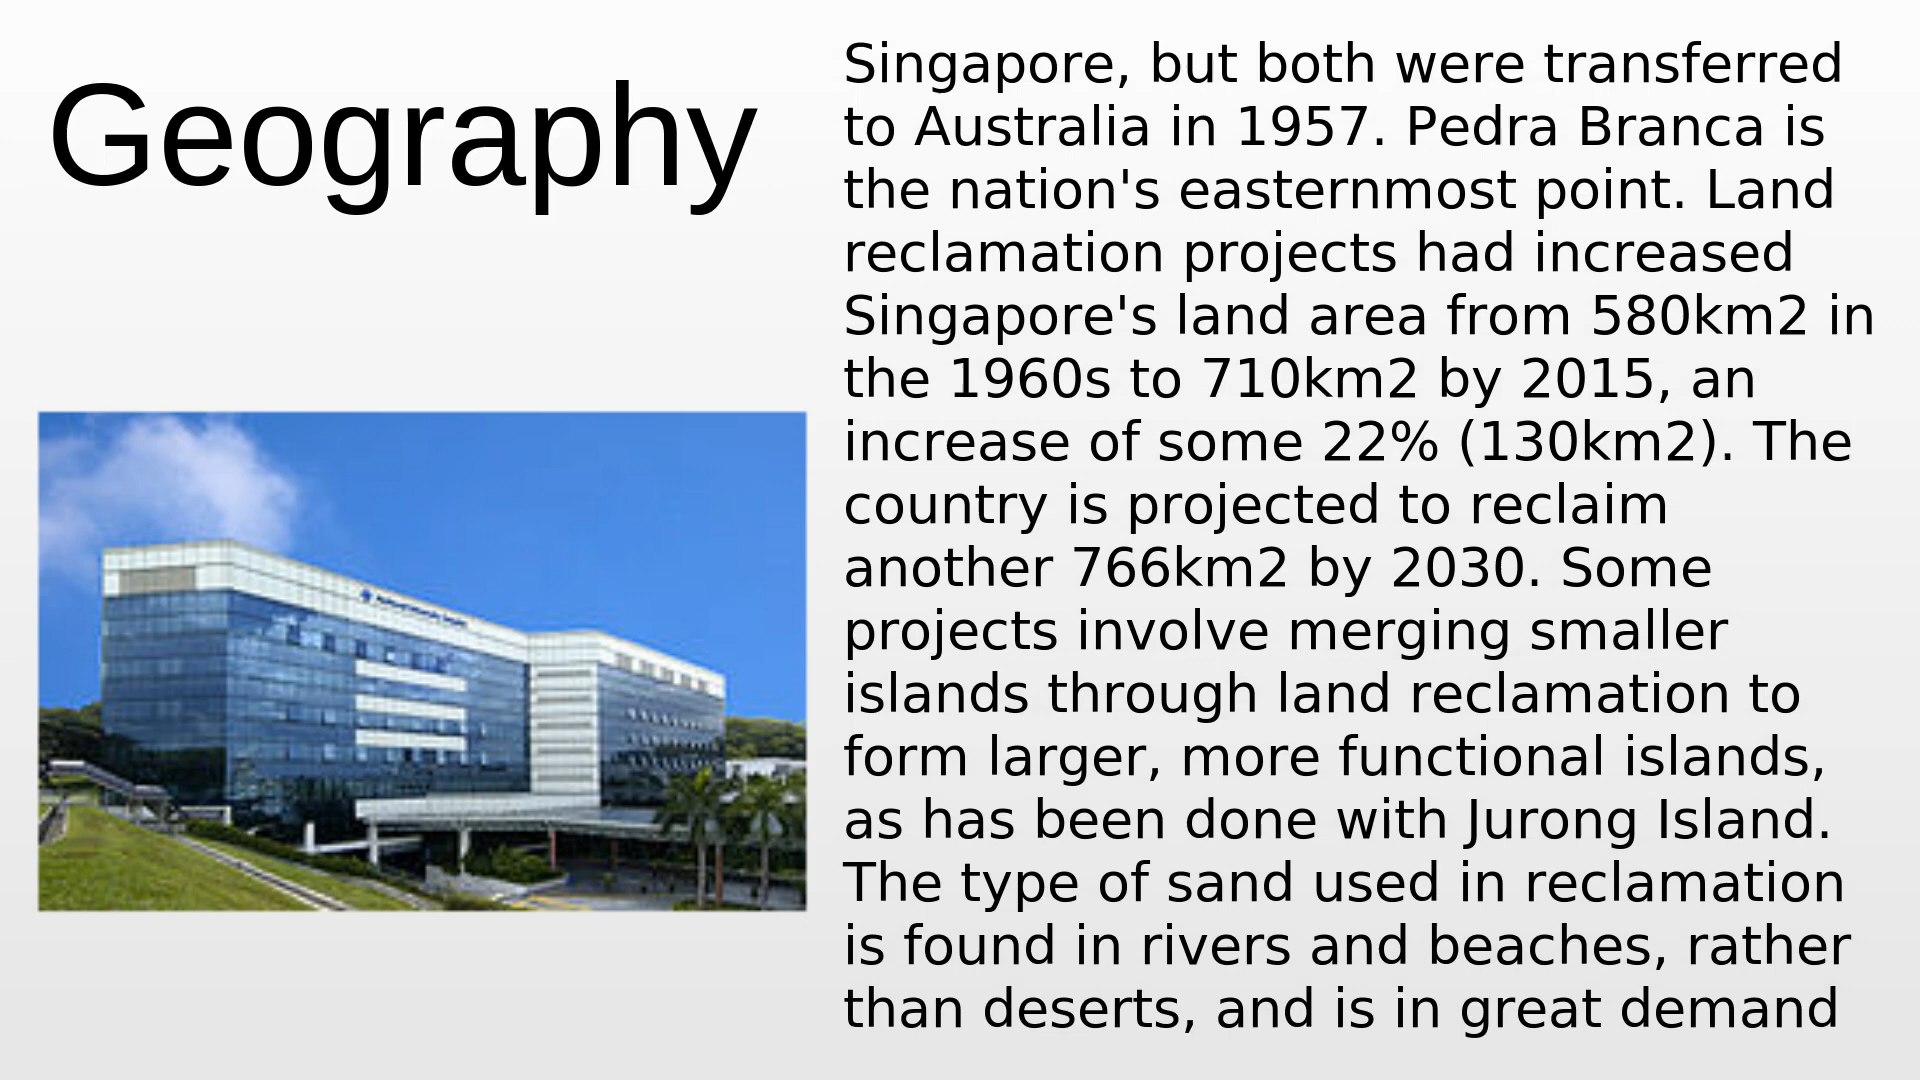 Geography
Singapore, but both were transferred
to Australia in 1957. Pedra Branca is
the nation's easternmost point. Land
reclamation projects had increased
Singapore's land area from 580km2 in
the 1960s to 710km2 by 2015, an
increase of some 22% (130km2). The
country is projected to reclaim
another 766km2 by 2030. Some
projects involve merging smaller
islands through land reclamation to
form larger, more functional islands,
as has been done with Jurong Island.
The type of sand used in reclamation
is found in rivers and beaches, rather
than deserts, and is in great demand